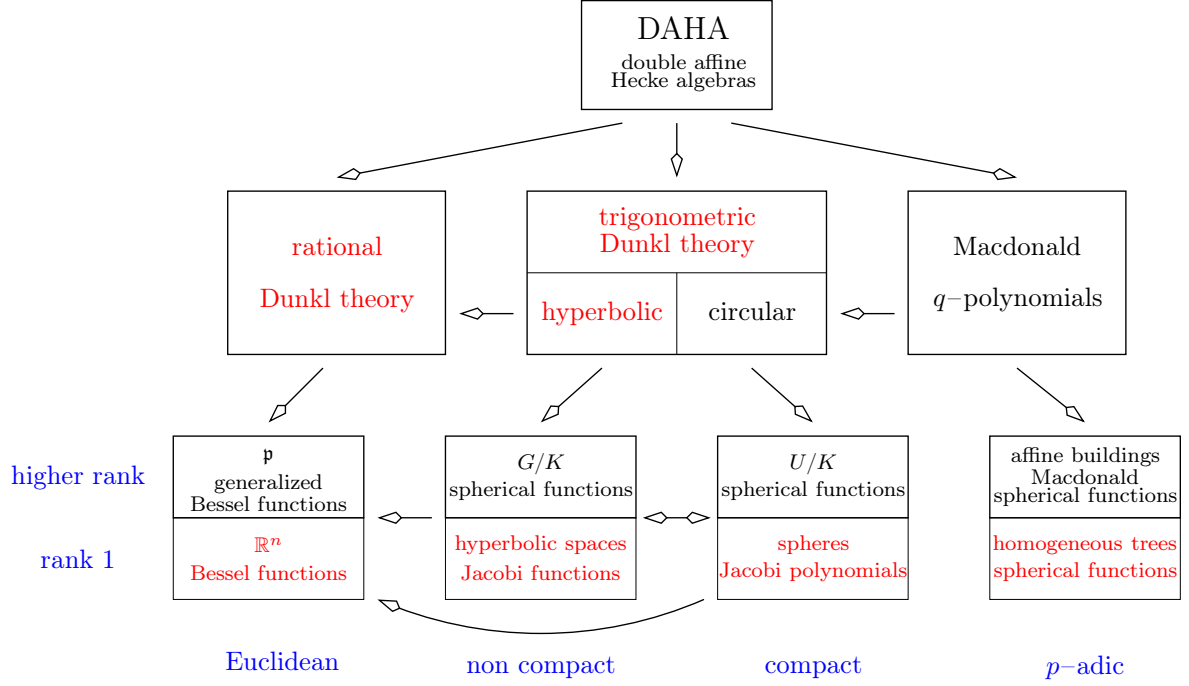 DAHA
double affine
Hecke algebras
rational
Dunkl theory
trigonometric
Dunkl theory
hyperbolic
circular
Macdonald
q–polynomials
higher rank
𝔭
generalized
Bessel functions
G/K
spherical functions
U/K
spherical functions
affine buildings
Macdonald
spherical functions
rank 1
ℝⁿ
Bessel functions
hyperbolic spaces
Jacobi functions
spheres
Jacobi polynomials
homogeneous trees
spherical functions
Euclidean
non compact
compact
p–adic